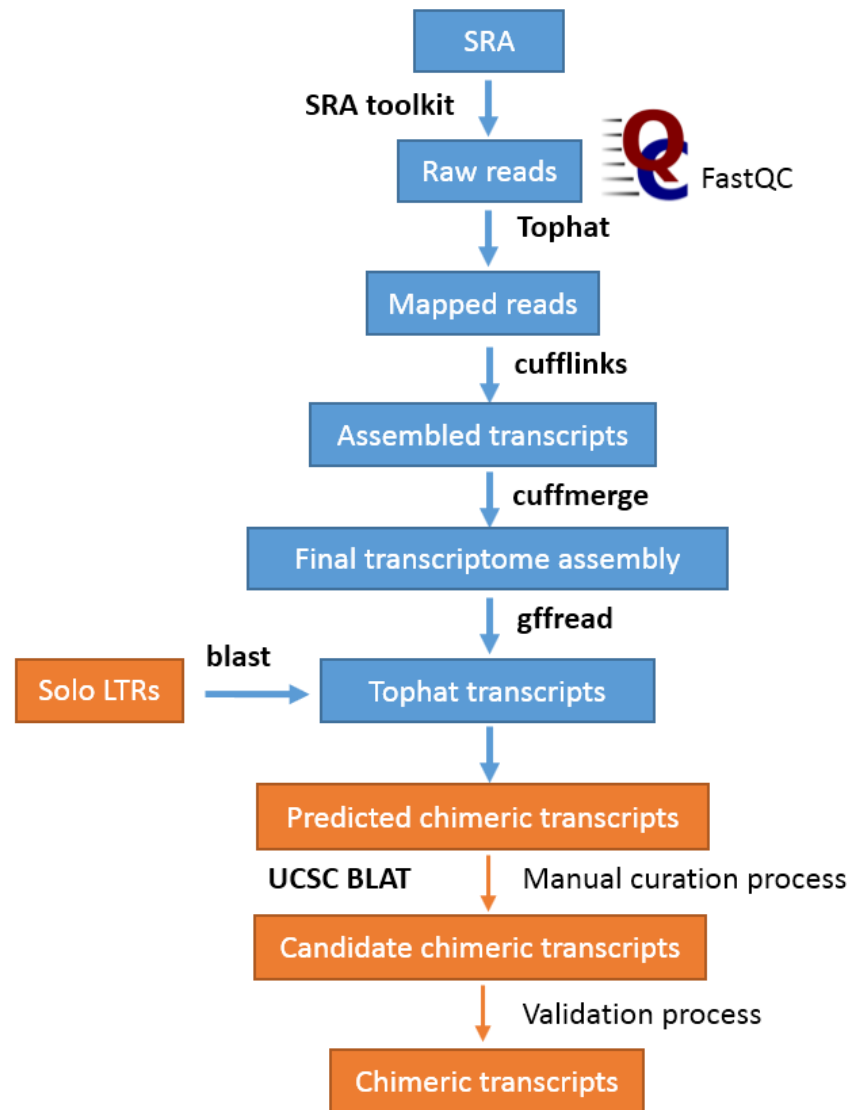 SRA
SRA toolkit
Raw reads
QC
FastQC
Tophat
Mapped reads
cufflinks
Assembled transcripts
cuffmerge
Final transcriptome assembly
gffread
blast
Solo LTRs
Tophat transcripts
Predicted chimeric transcripts
UCSC BLAT
Manual curation process
Candidate chimeric transcripts
Validation process
Chimeric transcripts